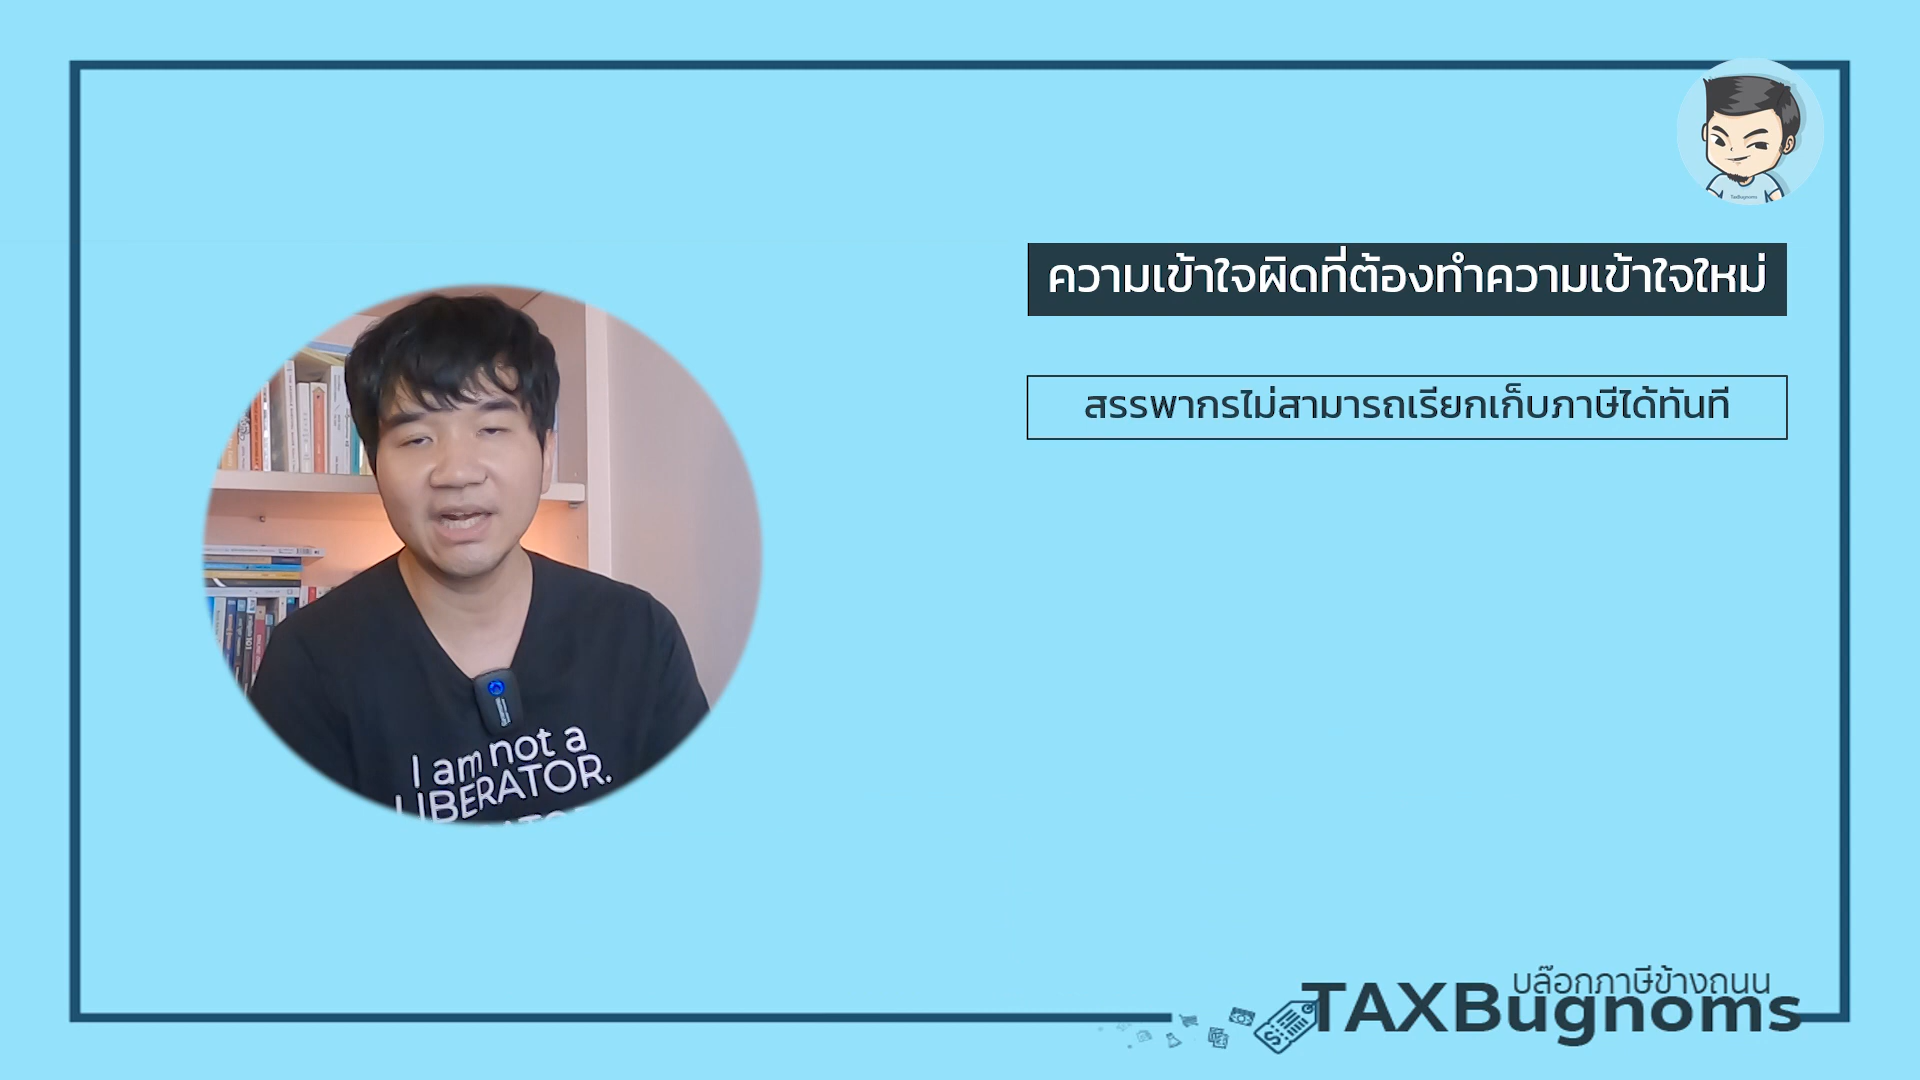 ความเข้าใจผิดที่ต้องทำความเข้าใจใหม่
สรรพากรไม่สามารถเรียกเก็บภาษีได้ทันที
I am not a
LIBERATOR.
บล๊อกภาษีข้างถนน
TAXBugnoms